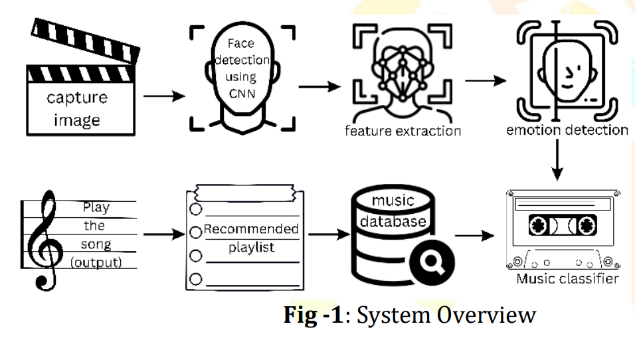 capture
image
Face
detection
using
CNN
feature extraction
emotion detection
Play
the
song
(output)
Recommended
playlist
music
database
Music classifier
Fig -1: System Overview